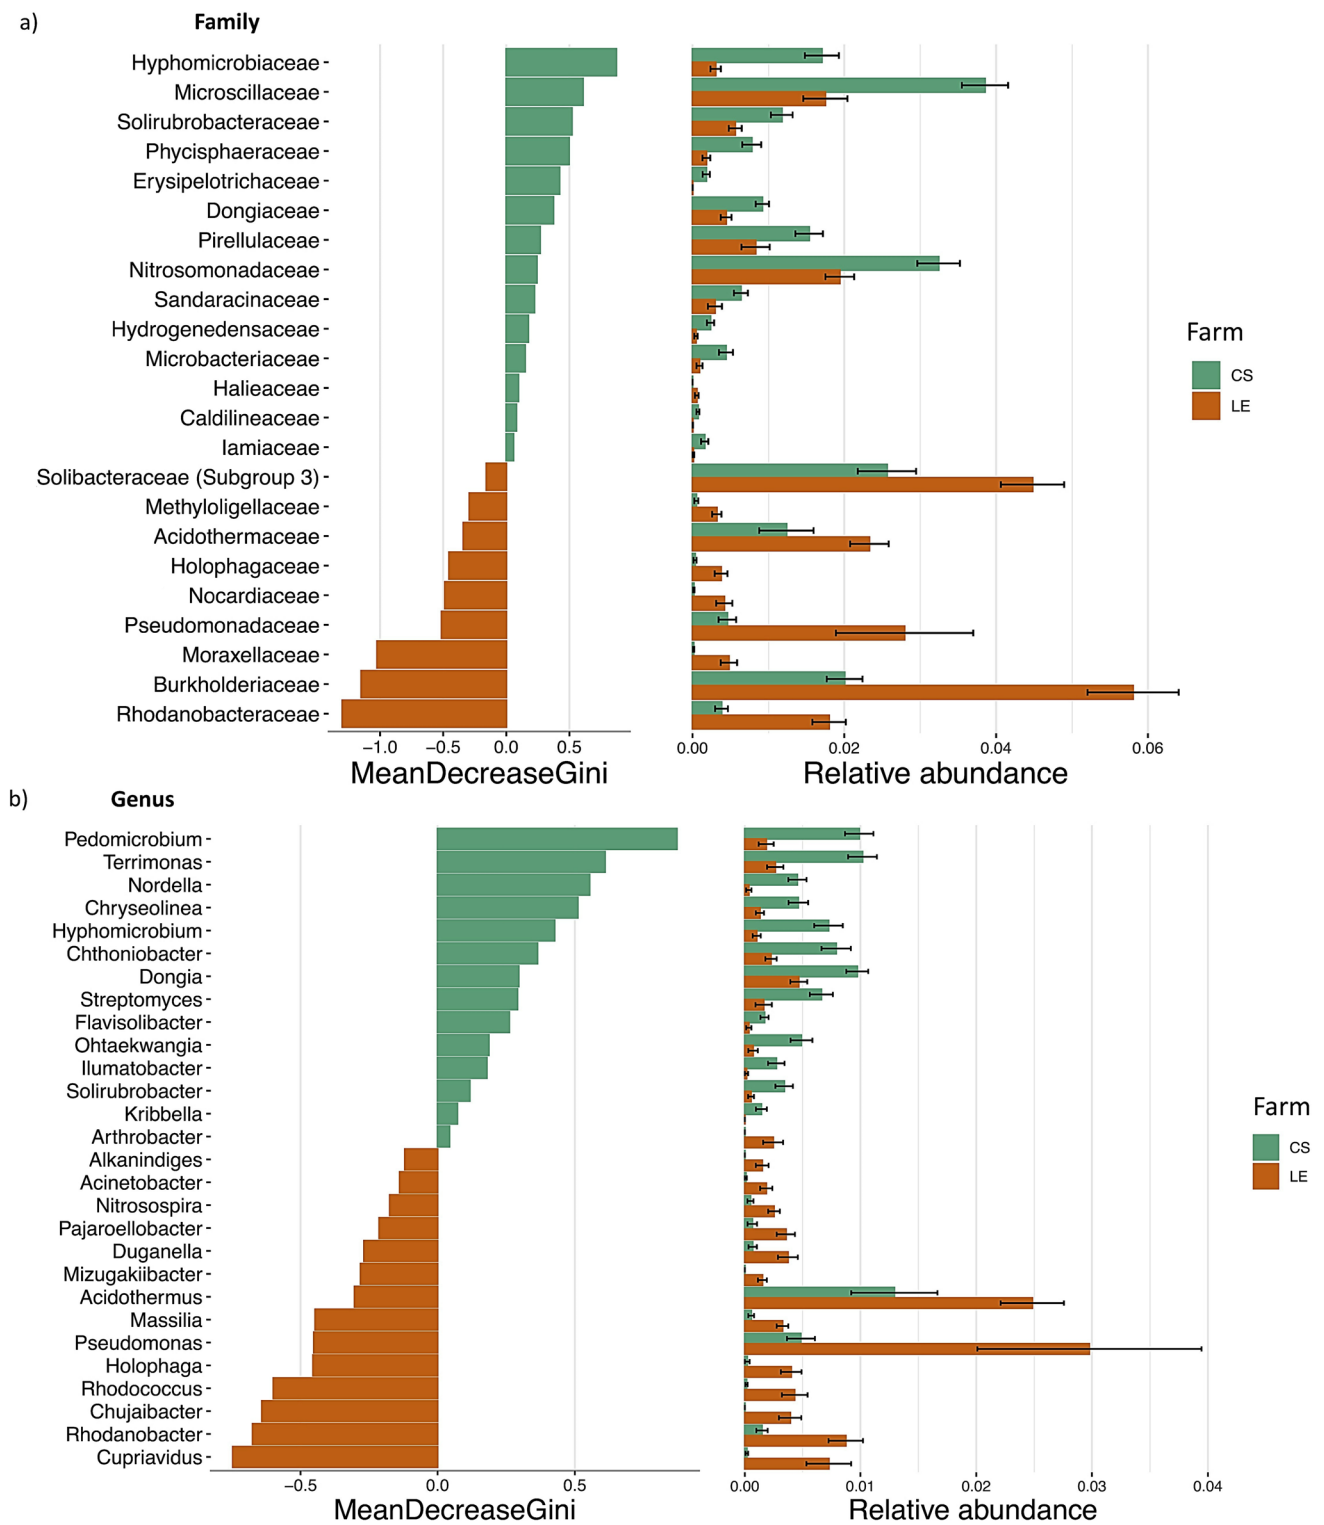 a)
Family
Hyphomicrobiaceae
Microscillaceae
Solirubrobacteraceae
Phycisphaeraceae
Erysipelotrichaceae
Dongiaceae
Pirellulaceae
Nitrosomonadaceae
Sandaracinaceae
Hydrogenedensaceae
Microbacteriaceae
Halieaceae
Caldilineaceae
Iamiaceae
Solibacteraceae (Subgroup 3)
Methyloligellaceae
Acidothermaceae
Holophagaceae
Nocardiaceae
Pseudomonadaceae
Moraxellaceae
Burkholderiaceae
Rhodanobacteraceae
−1.0 −0.5 0.0 0.5
MeanDecreaseGini
0.00 0.02 0.04 0.06
Relative abundance
Farm
CS
LE
b)
Genus
Pedomicrobium
Terrimonas
Nordella
Chryseolinea
Hyphomicrobium
Chthoniobacter
Dongia
Streptomyces
Flavisolibacter
Ohtaekwangia
Ilumatobacter
Solirubrobacter
Kribbella
Arthrobacter
Alkanindiges
Acinetobacter
Nitrosospira
Pajaroellobacter
Duganella
Mizugakiibacter
Acidothermus
Massilia
Pseudomonas
Holophaga
Rhodococcus
Chujaibacter
Rhodanobacter
Cupriavidus
−0.5 0.0 0.5
MeanDecreaseGini
0.00 0.01 0.02 0.03 0.04
Relative abundance
Farm
CS
LE